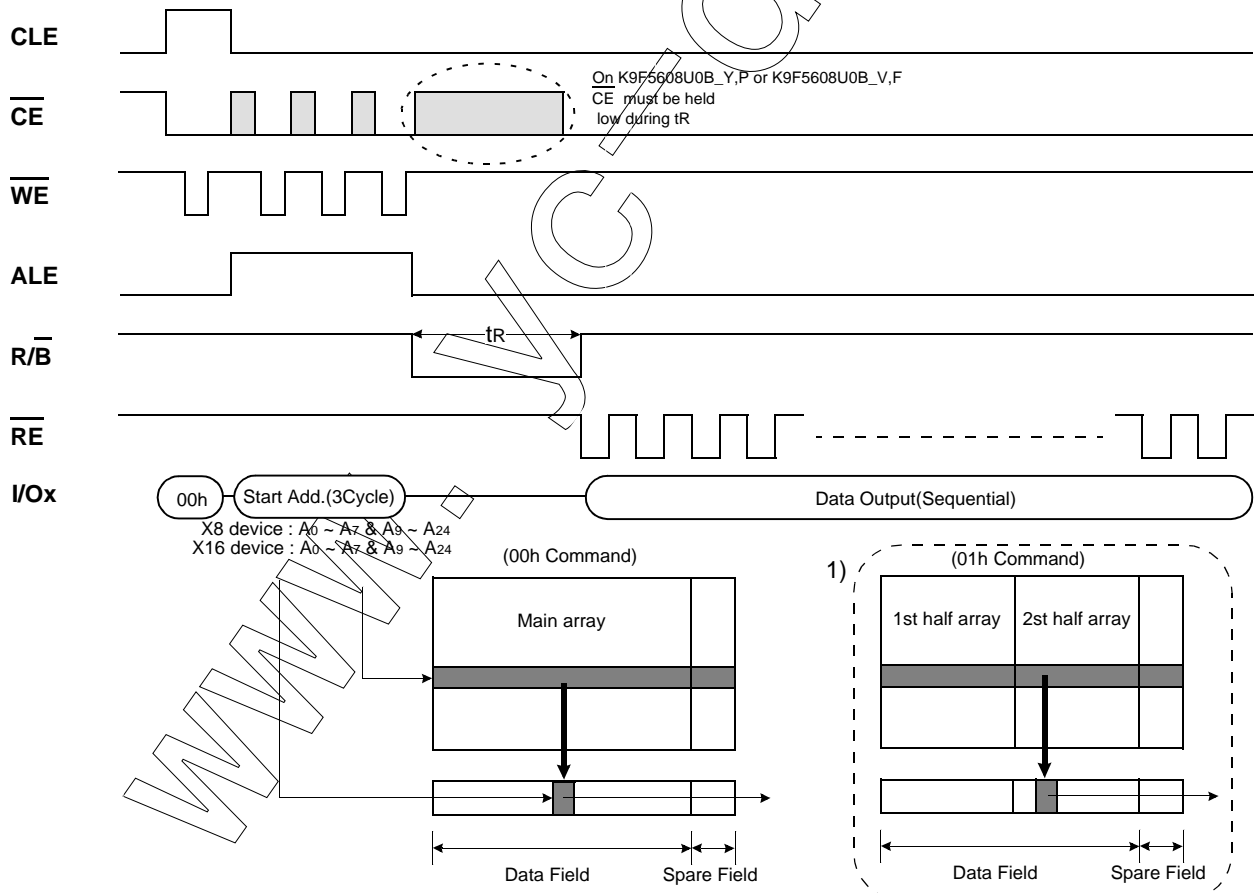 CLE
On K9F5608U0B_Y,P or K9F5608U0B_V,F
CE
CE must be held
low during tR
WE
ALE
R/B
tR
RE
I/Ox
00h
Start Add.(3Cycle)
Data Output(Sequential)
X8 device : A0 ~ A7 & A9 ~ A24
X16 device : A0 ~ A7 & A9 ~ A24
(00h Command)
1)
(01h Command)
Main array
1st half array
2st half array
Data Field
Spare Field
Data Field
Spare Field